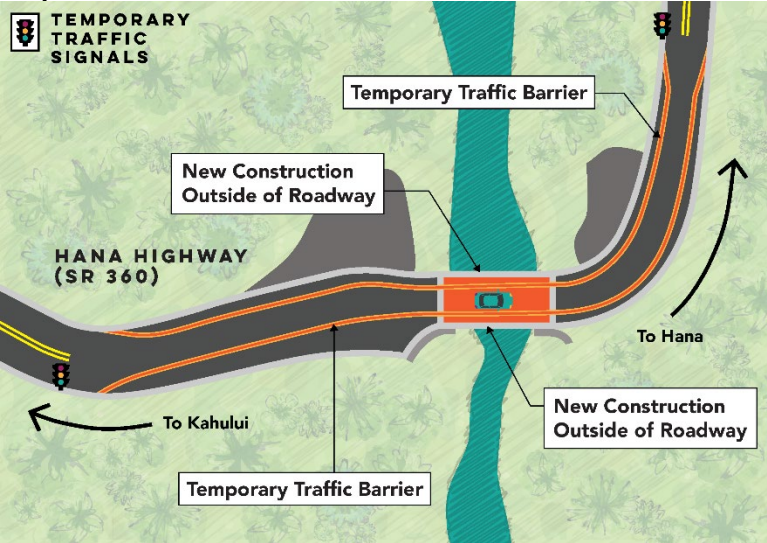 TEMPORARY
TRAFFIC
SIGNALS
Temporary Traffic Barrier
New Construction
Outside of Roadway
HANA HIGHWAY
(SR 360)
To Hana
To Kahului
New Construction
Outside of Roadway
Temporary Traffic Barrier